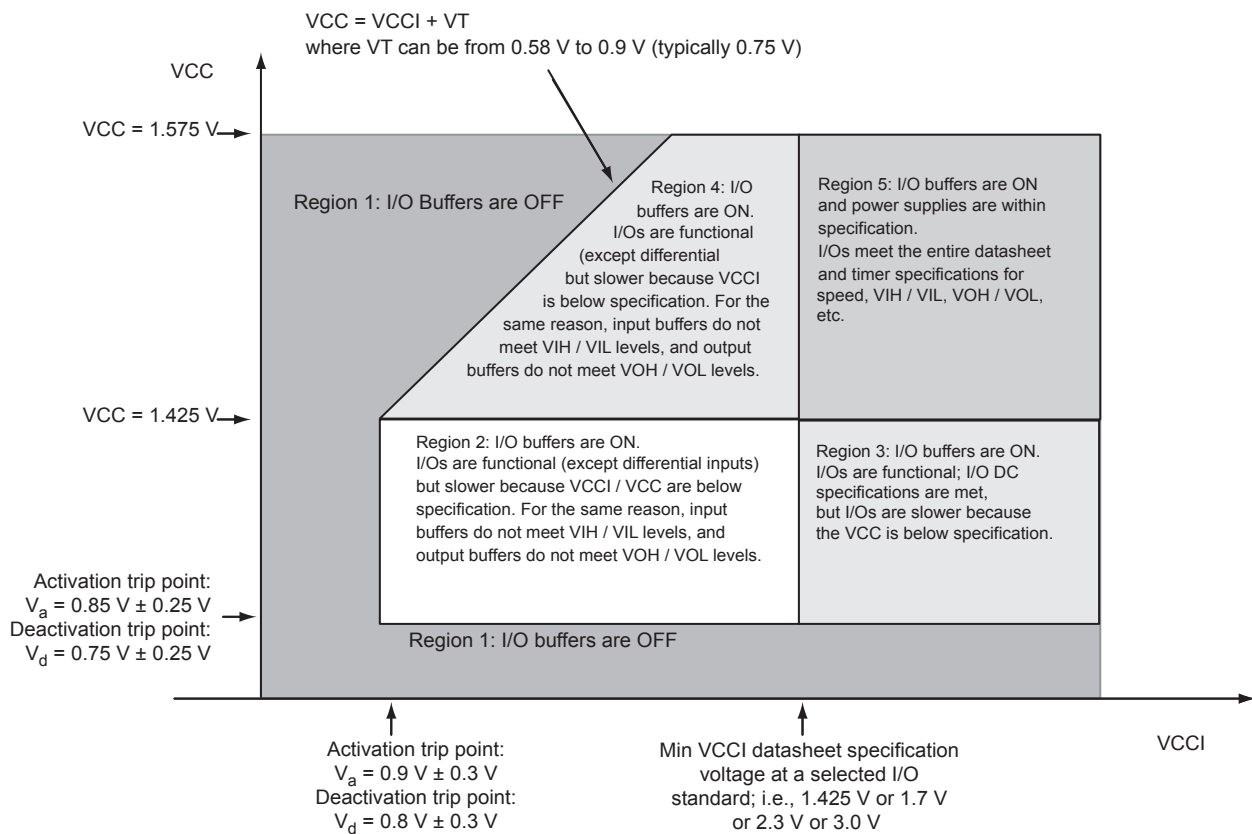 VCC = VCCI + VT
where VT can be from 0.58 V to 0.9 V (typically 0.75 V)
VCC
VCC = 1.575 V
Region 1: I/O Buffers are OFF
Region 4: I/O
buffers are ON.
I/Os are functional
(except differential
but slower because VCCI
is below specification. For the
same reason, input buffers do not
meet VIH / VIL levels, and output
buffers do not meet VOH / VOL levels.
Region 5: I/O buffers are ON
and power supplies are within
specification.
I/Os meet the entire datasheet
and timer specifications for
speed, VIH / VIL, VOH / VOL,
etc.
VCC = 1.425 V
Region 2: I/O buffers are ON.
I/Os are functional (except differential inputs)
but slower because VCCI / VCC are below
specification. For the same reason, input
buffers do not meet VIH / VIL levels, and
output buffers do not meet VOH / VOL levels.
Region 3: I/O buffers are ON.
I/Os are functional; I/O DC
specifications are met,
but I/Os are slower because
the VCC is below specification.
Activation trip point:
Va = 0.85 V ± 0.25 V
Deactivation trip point:
Vd = 0.75 V ± 0.25 V
Region 1: I/O buffers are OFF
Activation trip point:
Va = 0.9 V ± 0.3 V
Deactivation trip point:
Vd = 0.8 V ± 0.3 V
Min VCCI datasheet specification
voltage at a selected I/O
standard; i.e., 1.425 V or 1.7 V
or 2.3 V or 3.0 V
VCCI